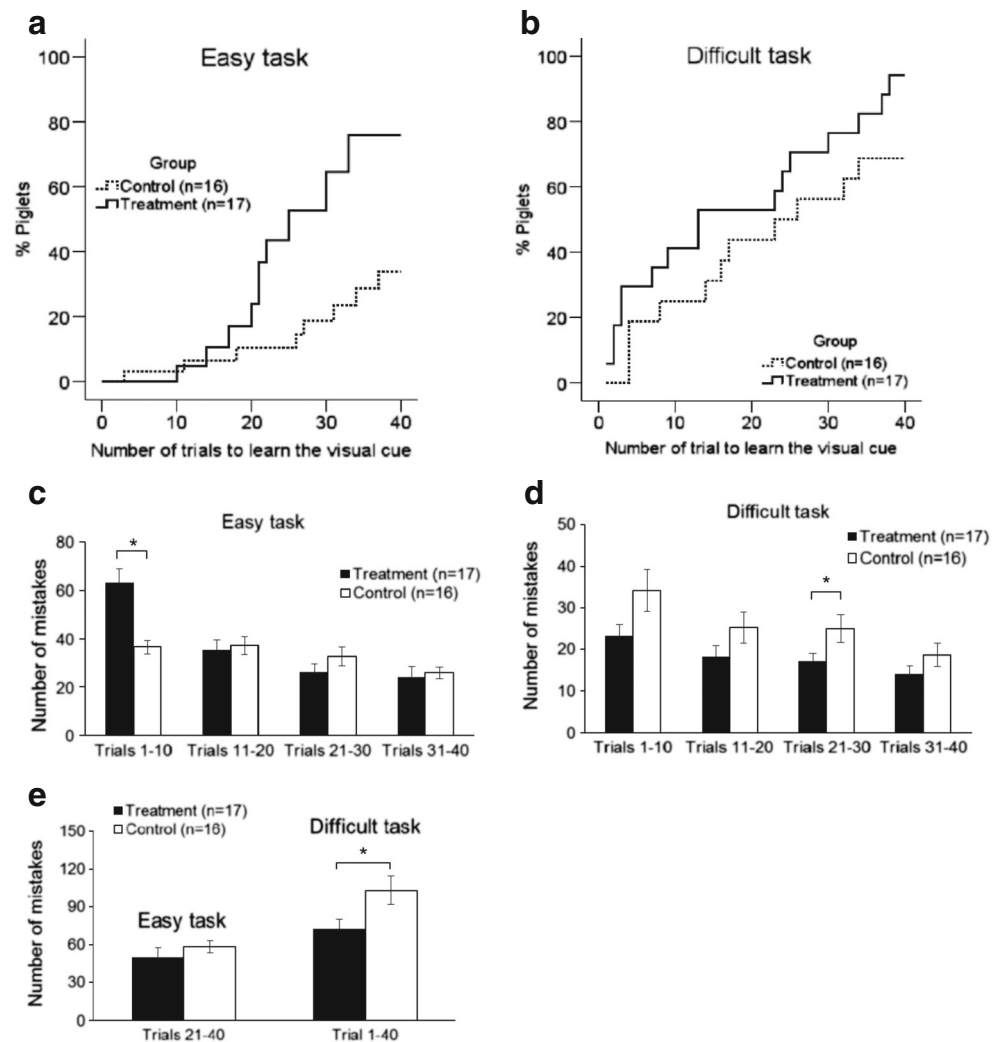 a
Easy task
100
80
60
40
20
0
% Piglets
Group
Control (n=16)
Treatment (n=17)
0 10 20 30 40
Number of trials to learn the visual cue
b
Difficult task
100
80
60
40
20
0
% Piglets
Group
Control (n=16)
Treatment (n=17)
0 10 20 30 40
Number of trial to learn the visual cue
c
Easy task
80
60
40
20
0
Number of mistakes
*
Treatment (n=17)
Control (n=16)
Trials 1-10 Trials 11-20 Trials 21-30 Trials 31-40
d
Difficult task
50
40
30
20
10
0
Number of mistakes
Treatment (n=17)
Control (n=16)
*
Trials 1-10 Trials 11-20 Trials 21-30 Trials 31-40
e
Treatment (n=17)
Control (n=16)
150
120
90
60
30
0
Number of mistakes
Difficult task
*
Easy task
Trials 21-40 Trial 1-40